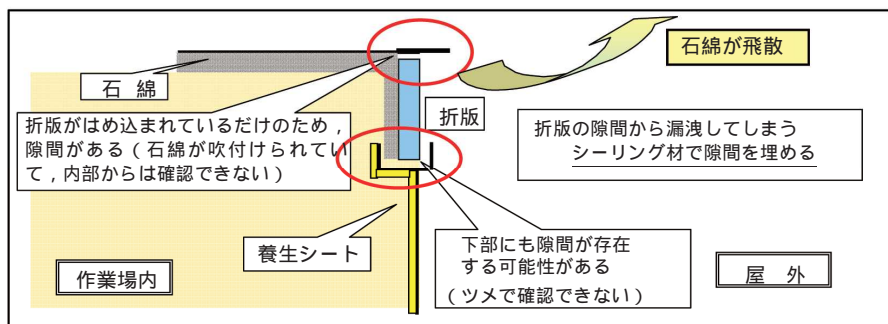 石綿が飛散
石 綿
折版
折版がはめ込まれているだけのため，
隙間がある（石綿が吹付けられてい
て，内部からは確認できない）
折版の隙間から漏洩してしまう
シーリング材で隙間を埋める
養生シート
下部にも隙間が存在
する可能性がある
（ツメで確認できない）
作業場内
屋 外